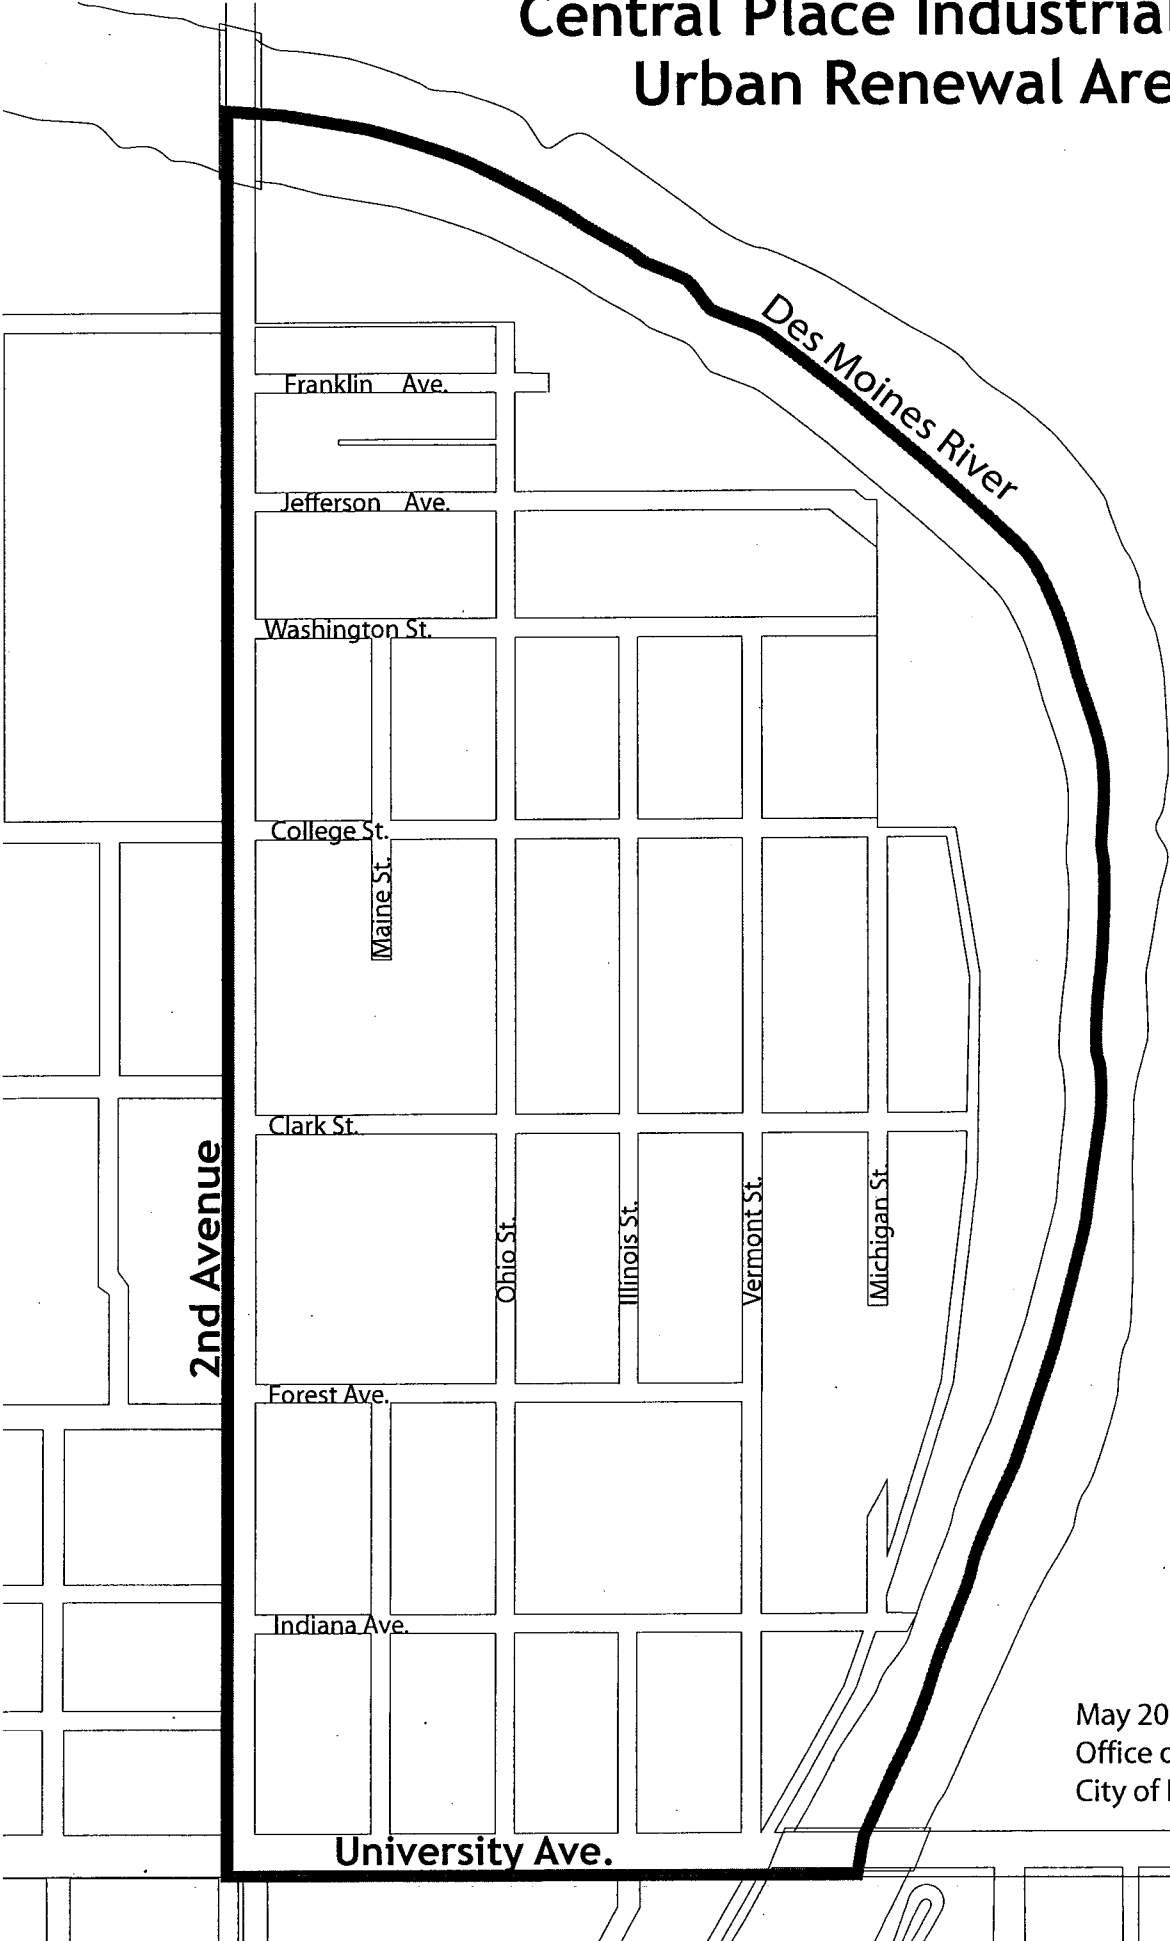 Central Place Industrial
Urban Renewal Are
Des Moines River
Franklin Ave.
Jefferson Ave.
Washington St.
College St.
Maine St.
Clark St.
2nd Avenue
Ohio St.
Illinois St.
Vermont St.
Michigan St.
Forest Ave.
Indiana Ave.
May 20
Office
City of
University Ave.